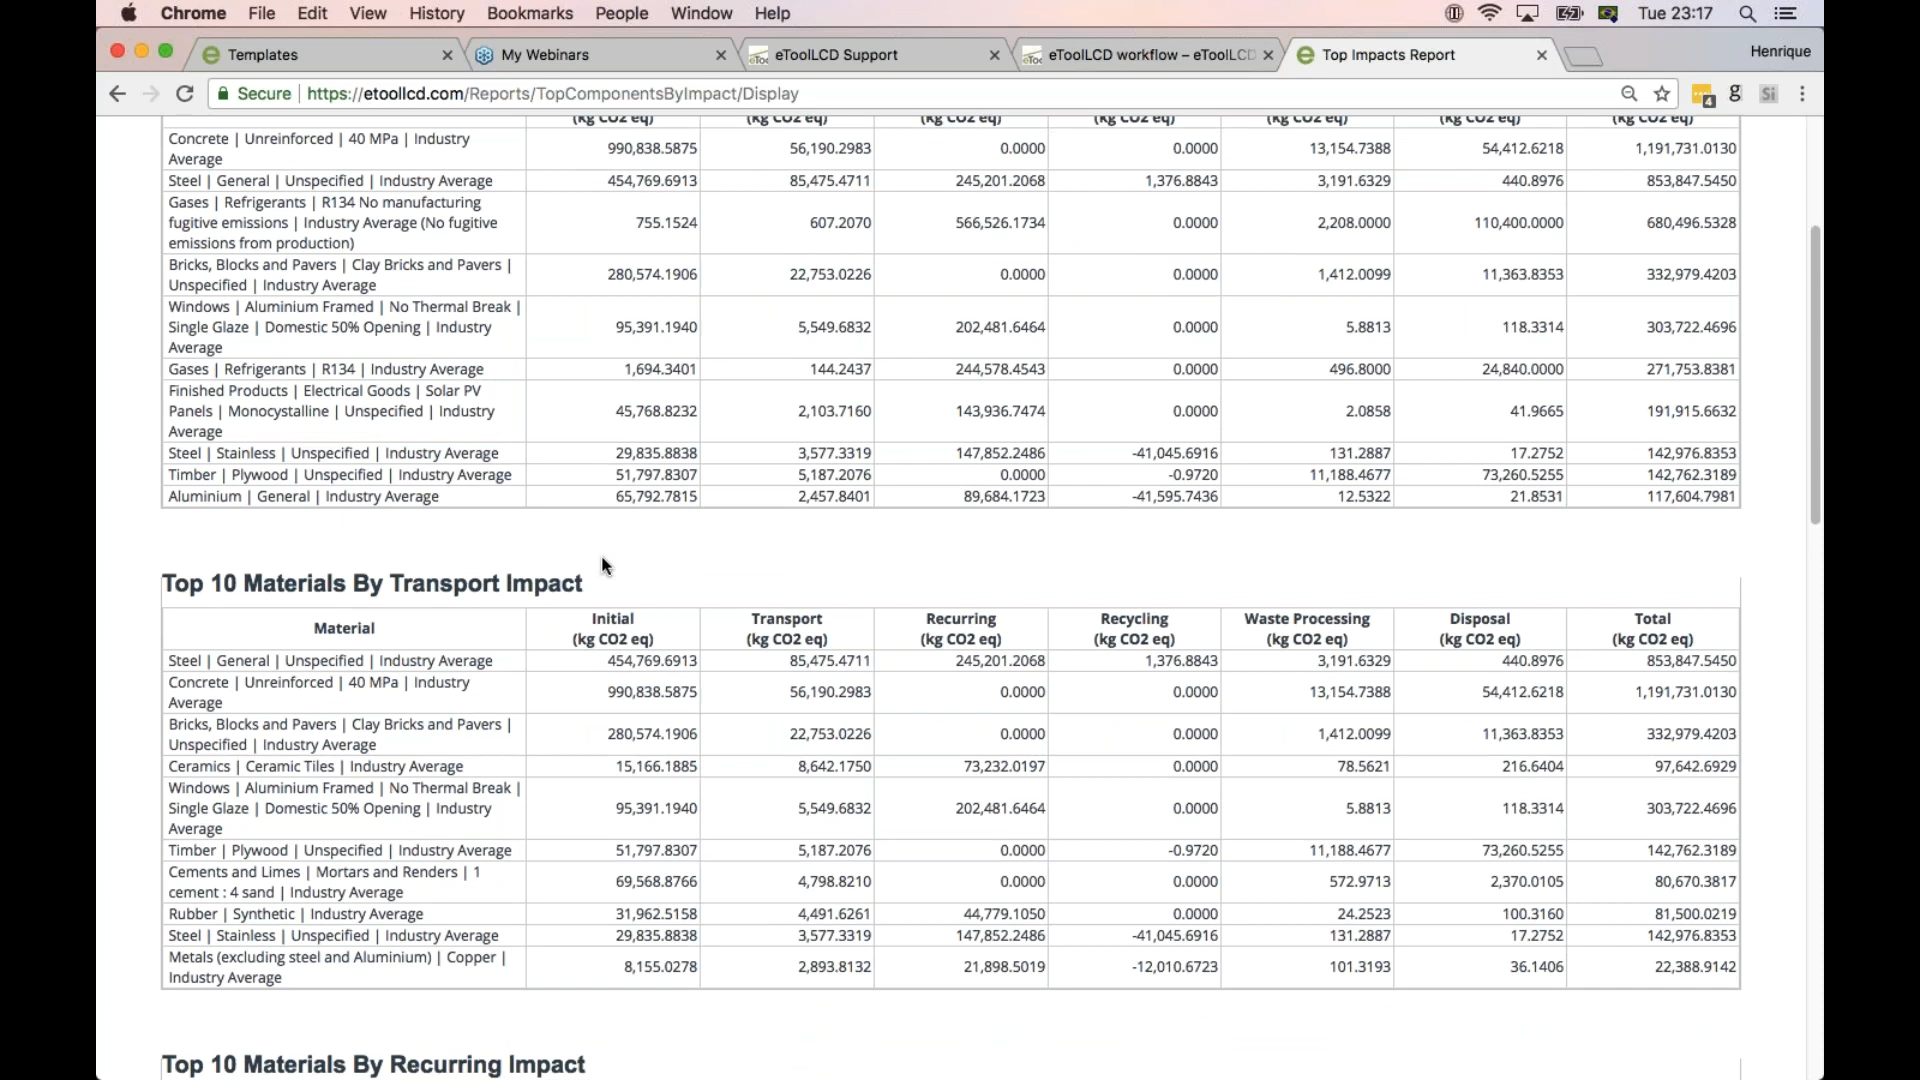 Chrome File Edit View History Bookmarks People Window Help Tue 23:17
Templates My Webinars eToolLCD Support eToolLCD workflow – eToolLCD Top Impacts Report Henrique
Secure https://etoollcd.com/Reports/TopComponentsByImpact/Display 4 g Si
(kg CO2 eq) (kg CO2 eq) (kg CO2 eq) (kg CO2 eq) (kg CO2 eq) (kg CO2 eq) (kg CO2 eq)
Concrete | Unreinforced | 40 MPa | Industry
Average 990,838.5875 56,190.2983 0.0000 0.0000 13,154.7388 54,412.6218 1,191,731.0130
Steel | General | Unspecified | Industry Average 454,769.6913 85,475.4711 245,201.2068 1,376.8843 3,191.6329 440.8976 853,847.5450
Gases | Refrigerants | R134 No manufacturing
fugitive emissions | Industry Average (No fugitive 755.1524 607.2070 566,526.1734 0.0000 2,208.0000 110,400.0000 680,496.5328
emissions from production)
Bricks, Blocks and Pavers | Clay Bricks and Pavers |
Unspecified | Industry Average 280,574.1906 22,753.0226 0.0000 0.0000 1,412.0099 11,363.8353 332,979.4203
Windows | Aluminium Framed | No Thermal Break |
Single Glaze | Domestic 50% Opening | Industry 95,391.1940 5,549.6832 202,481.6464 0.0000 5.8813 118.3314 303,722.4696
Average
Gases | Refrigerants | R134 | Industry Average 1,694.3401 144.2437 244,578.4543 0.0000 496.8000 24,840.0000 271,753.8381
Finished Products | Electrical Goods | Solar PV
Panels | Monocystalline | Unspecified | Industry 45,768.8232 2,103.7160 143,936.7474 0.0000 2.0858 41.9665 191,915.6632
Average
Steel | Stainless | Unspecified | Industry Average 29,835.8838 3,577.3319 147,852.2486 -41,045.6916 131.2887 17.2752 142,976.8353
Timber | Plywood | Unspecified | Industry Average 51,797.8307 5,187.2076 0.0000 -0.9720 11,188.4677 73,260.5255 142,762.3189
Aluminium | General | Industry Average 65,792.7815 2,457.8401 89,684.1723 -41,595.7436 12.5322 21.8531 117,604.7981
Top 10 Materials By Transport Impact
Material Initial Transport Recurring Recycling Waste Processing Disposal Total
(kg CO2 eq) (kg CO2 eq) (kg CO2 eq) (kg CO2 eq) (kg CO2 eq) (kg CO2 eq) (kg CO2 eq)
Steel | General | Unspecified | Industry Average 454,769.6913 85,475.4711 245,201.2068 1,376.8843 3,191.6329 440.8976 853,847.5450
Concrete | Unreinforced | 40 MPa | Industry
Average 990,838.5875 56,190.2983 0.0000 0.0000 13,154.7388 54,412.6218 1,191,731.0130
Bricks, Blocks and Pavers | Clay Bricks and Pavers |
Unspecified | Industry Average 280,574.1906 22,753.0226 0.0000 0.0000 1,412.0099 11,363.8353 332,979.4203
Ceramics | Ceramic Tiles | Industry Average 15,166.1885 8,642.1750 73,232.0197 0.0000 78.5621 216.6404 97,642.6929
Windows | Aluminium Framed | No Thermal Break |
Single Glaze | Domestic 50% Opening | Industry 95,391.1940 5,549.6832 202,481.6464 0.0000 5.8813 118.3314 303,722.4696
Average
Timber | Plywood | Unspecified | Industry Average 51,797.8307 5,187.2076 0.0000 -0.9720 11,188.4677 73,260.5255 142,762.3189
Cements and Limes | Mortars and Renders | 1
cement : 4 sand | Industry Average 69,568.8766 4,798.8210 0.0000 0.0000 572.9713 2,370.0105 80,670.3817
Rubber | Synthetic | Industry Average 31,962.5158 4,491.6261 44,779.1050 0.0000 24.2523 100.3160 81,500.0219
Steel | Stainless | Unspecified | Industry Average 29,835.8838 3,577.3319 147,852.2486 -41,045.6916 131.2887 17.2752 142,976.8353
Metals (excluding steel and Aluminium) | Copper |
Industry Average 8,155.0278 2,893.8132 21,898.5019 -12,010.6723 101.3193 36.1406 22,388.9142
Top 10 Materials By Recurring Impact